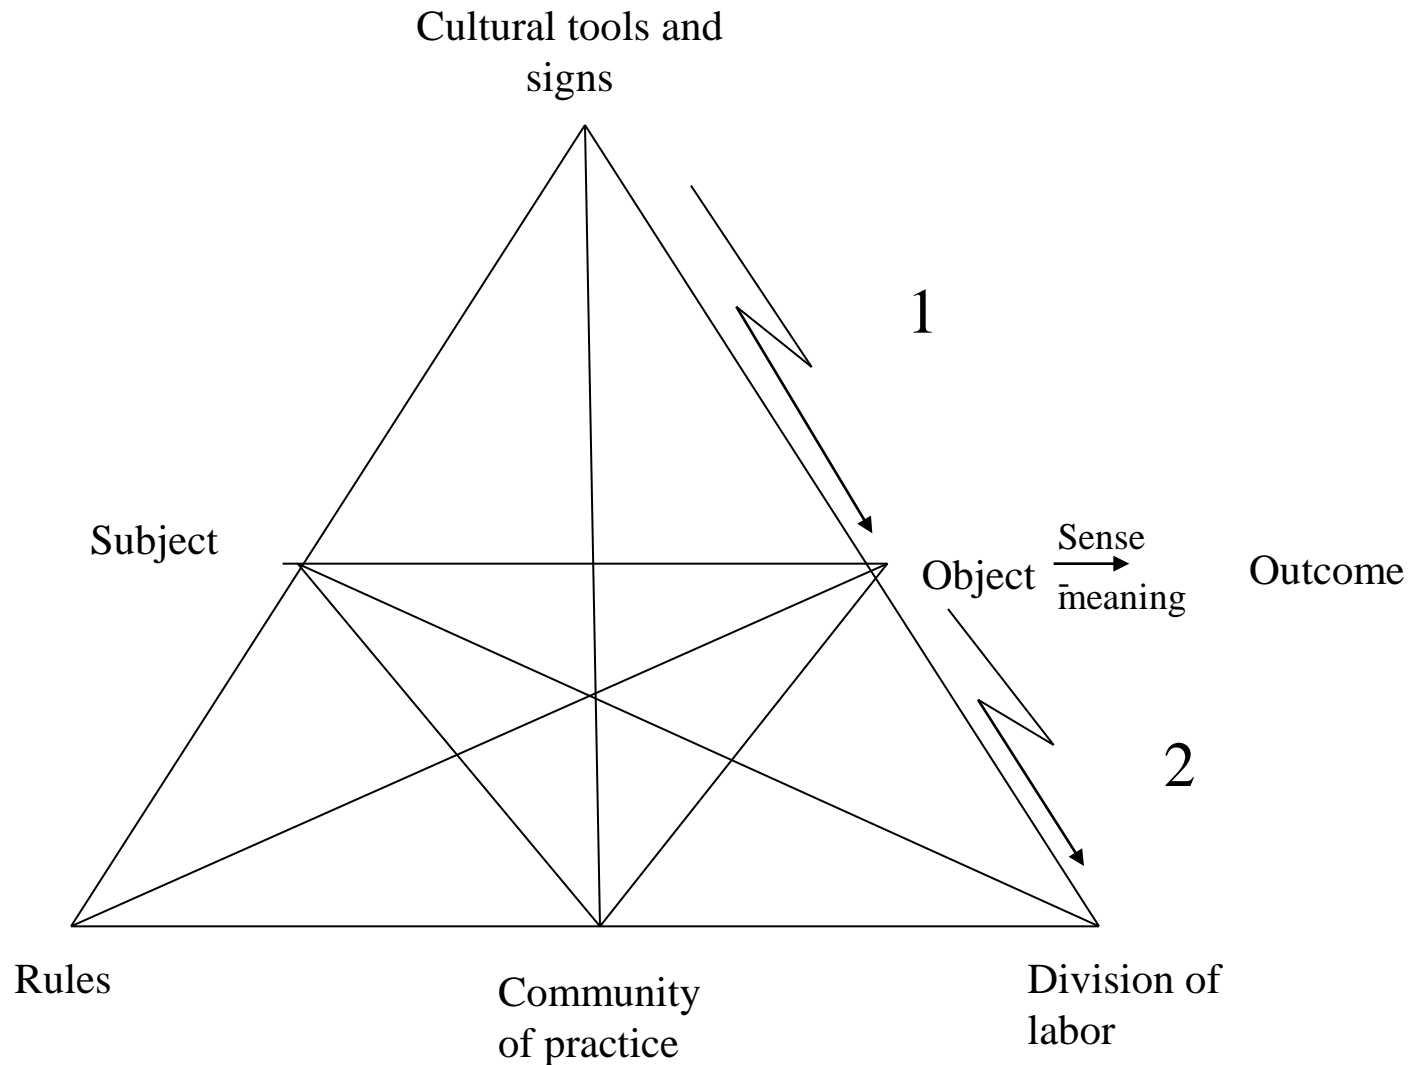 Cultural tools and
signs
1
Subject
Sense
Object
Outcome
-meaning
2
Rules
Community
of practice
Division of
labor